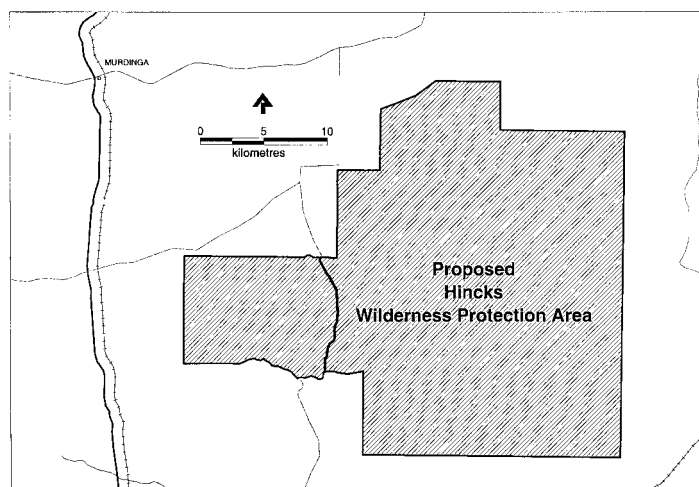 MURDINGA
0 5 10
kilometres
Proposed
Hincks
Wilderness Protection Area